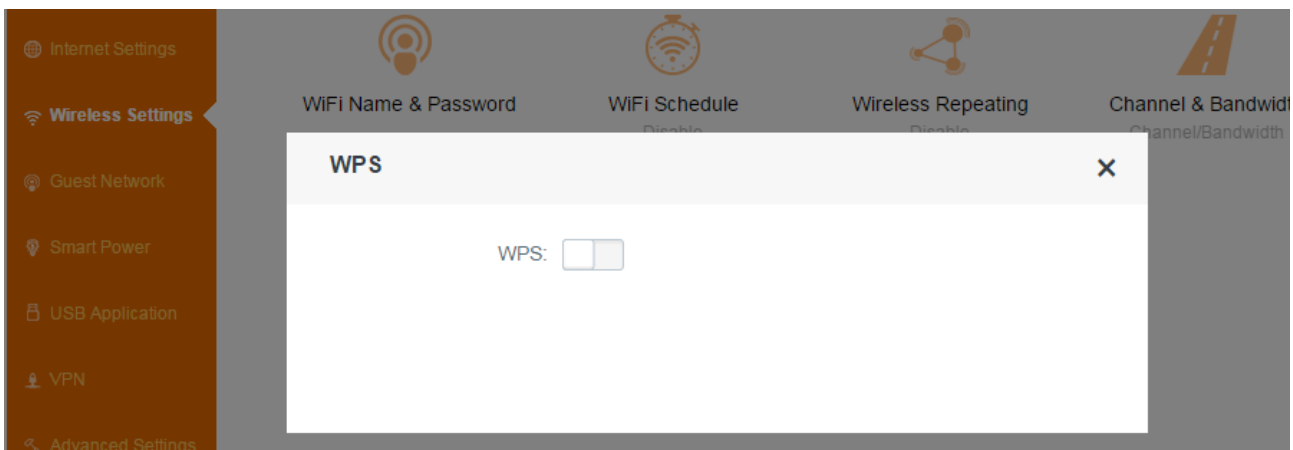 Internet Settings
Wireless Settings
Guest Network
Smart Power
USB Application
VPN
Advanced Settings
WiFi Name & Password
WiFi Schedule
Disable
Wireless Repeating
Disable
Channel & Bandwidt
Channel/Bandwidth
WPS
WPS: